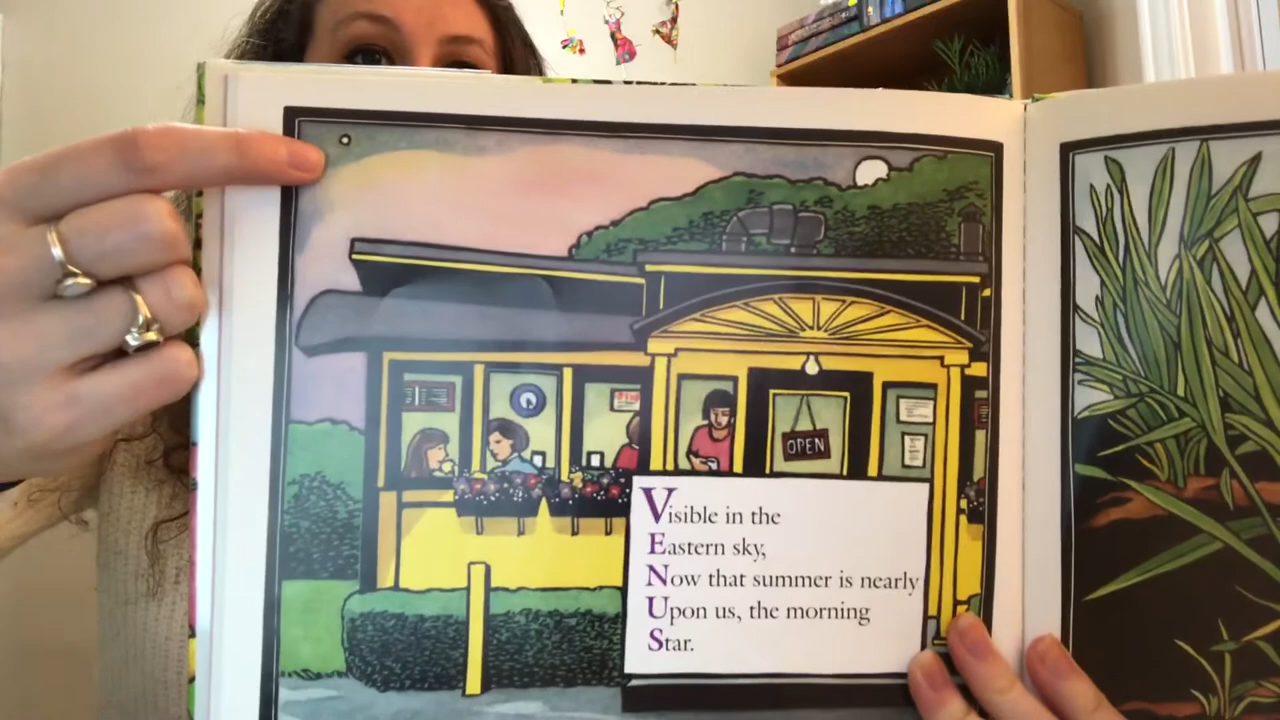 OPEN
Visible in the
Eastern sky,
Now that summer is nearly
Upon us, the morning
Star.